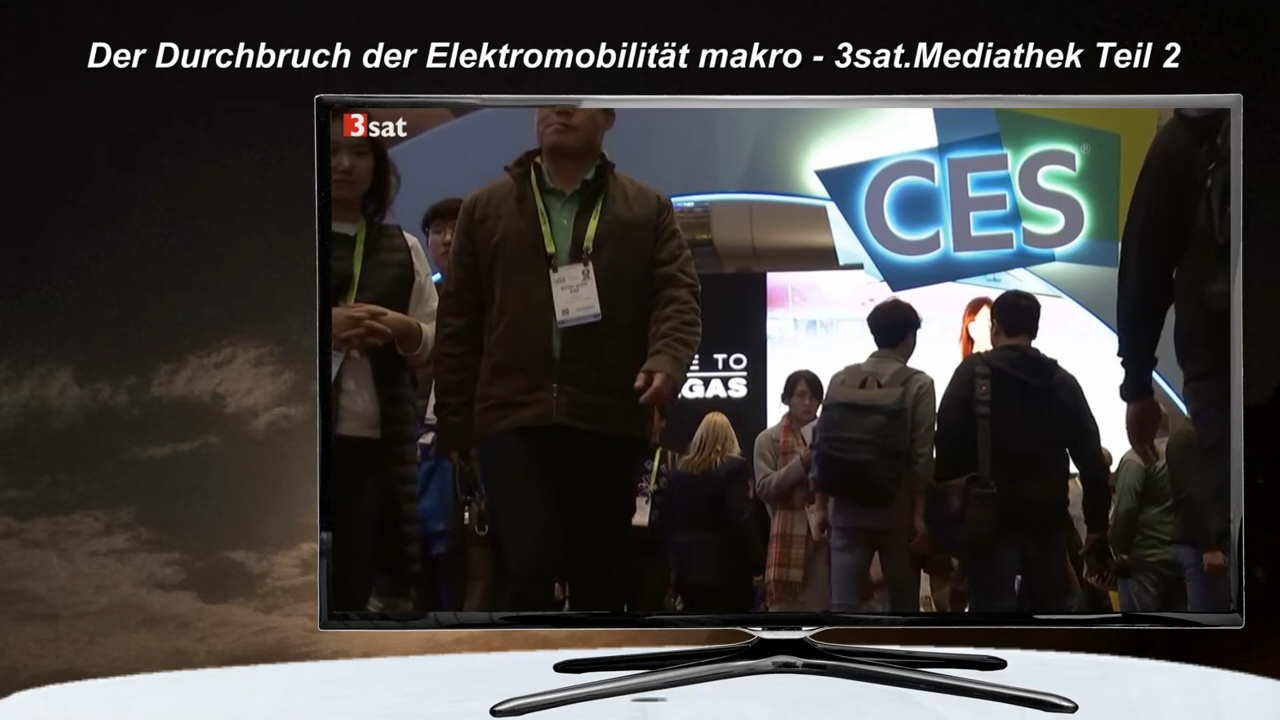 Der Durchbruch der Elektromobilität makro - 3sat.Mediathek Teil 2
3sat
CES®
E TO
GAS